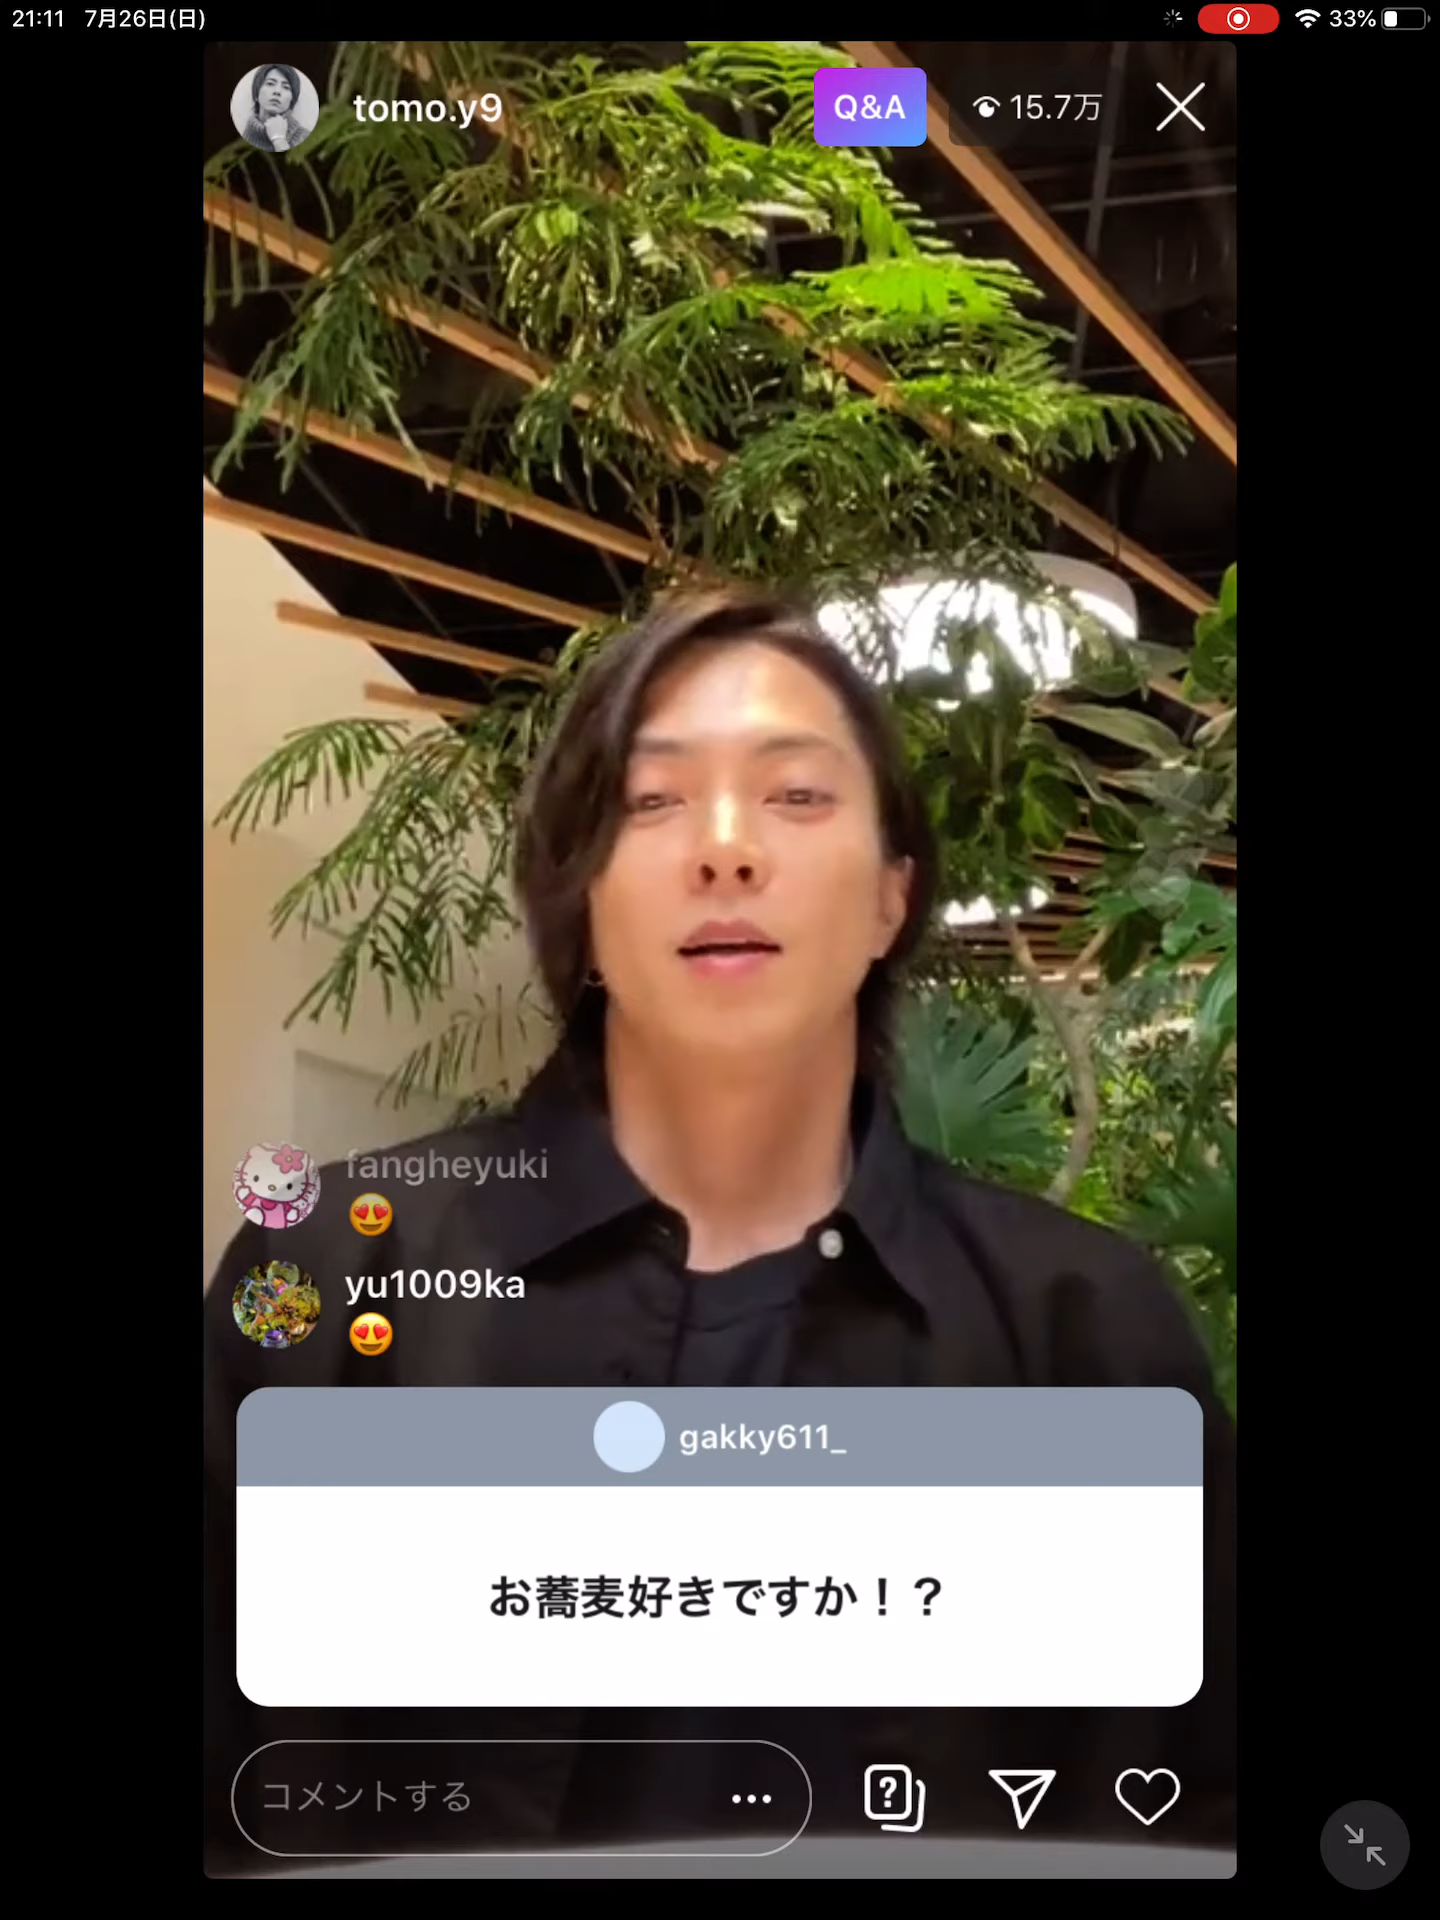 21:11 7月26日(日)
33%
tomo.y9
Q&A
15.7万
fangheyuki
😍
yu1009ka
😍
gakky611_
お蕎麦好きですか！？
コメントする